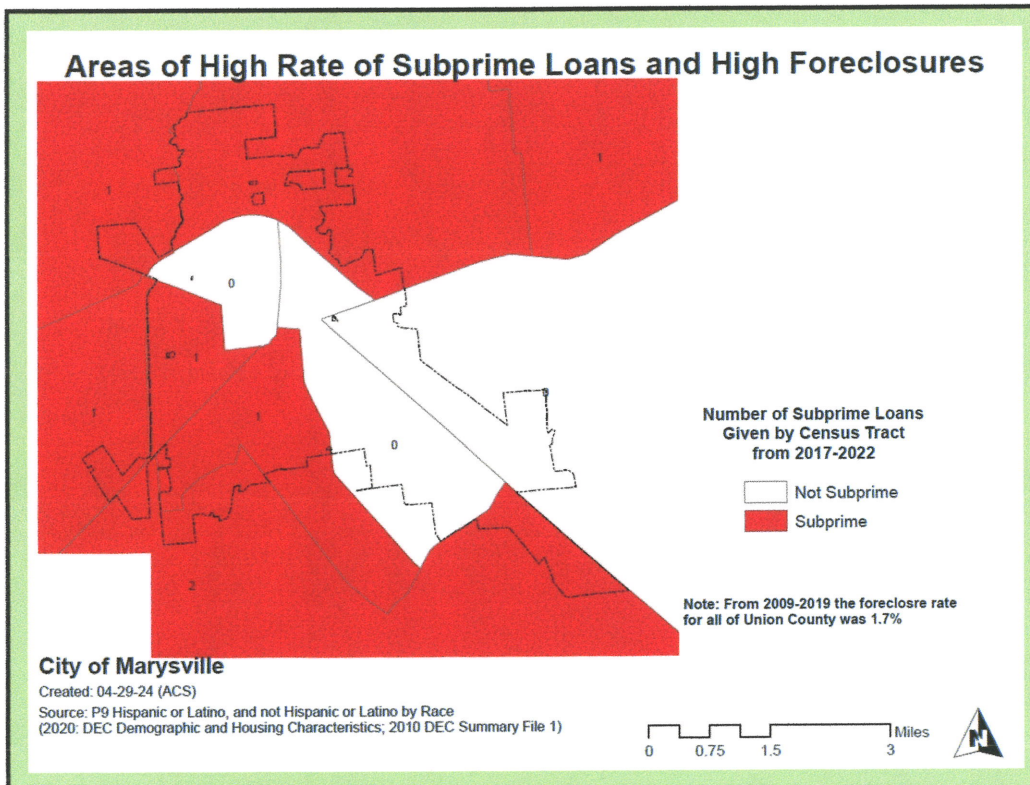 Areas of High Rate of Subprime Loans and High Foreclosures
1
2
1
0
1
1
1
0
2
Number of Subprime Loans
Given by Census Tract
from 2017-2022
Not Subprime
Subprime
Note: From 2009-2019 the foreclosre rate
for all of Union County was 1.7%
City of Marysville
Created: 04-29-24 (ACS)
Source: P9 Hispanic or Latino, and not Hispanic or Latino by Race
(2020: DEC Demographic and Housing Characteristics; 2010 DEC Summary File 1)
0 0.75 1.5 3 Miles
N